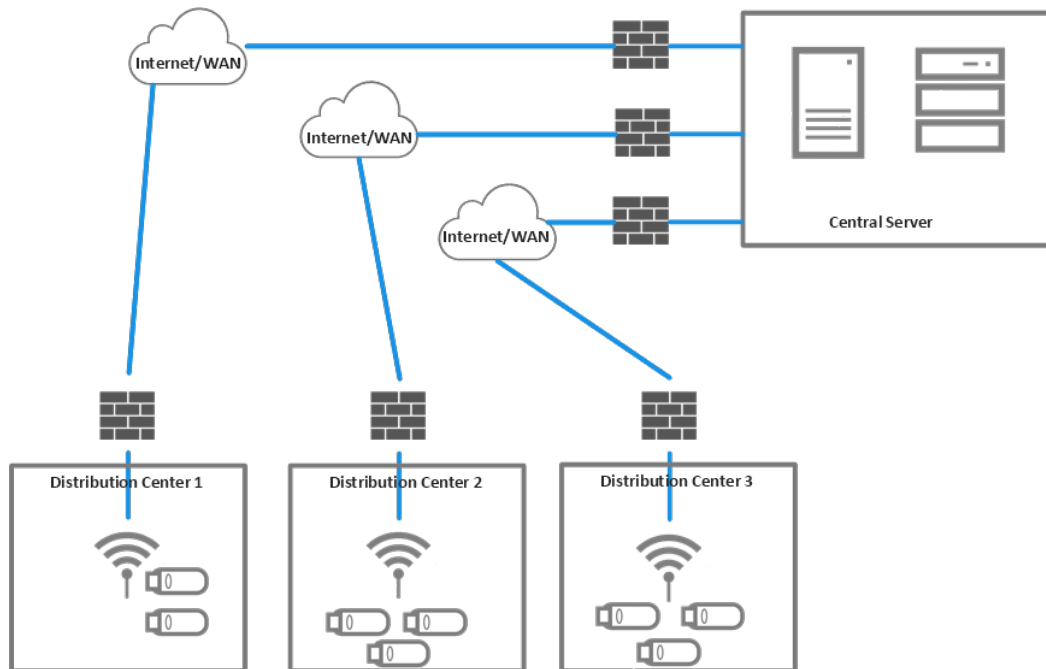 Internet/WAN
Internet/WAN
Internet/WAN
Central Server
Distribution Center 1
Distribution Center 2
Distribution Center 3